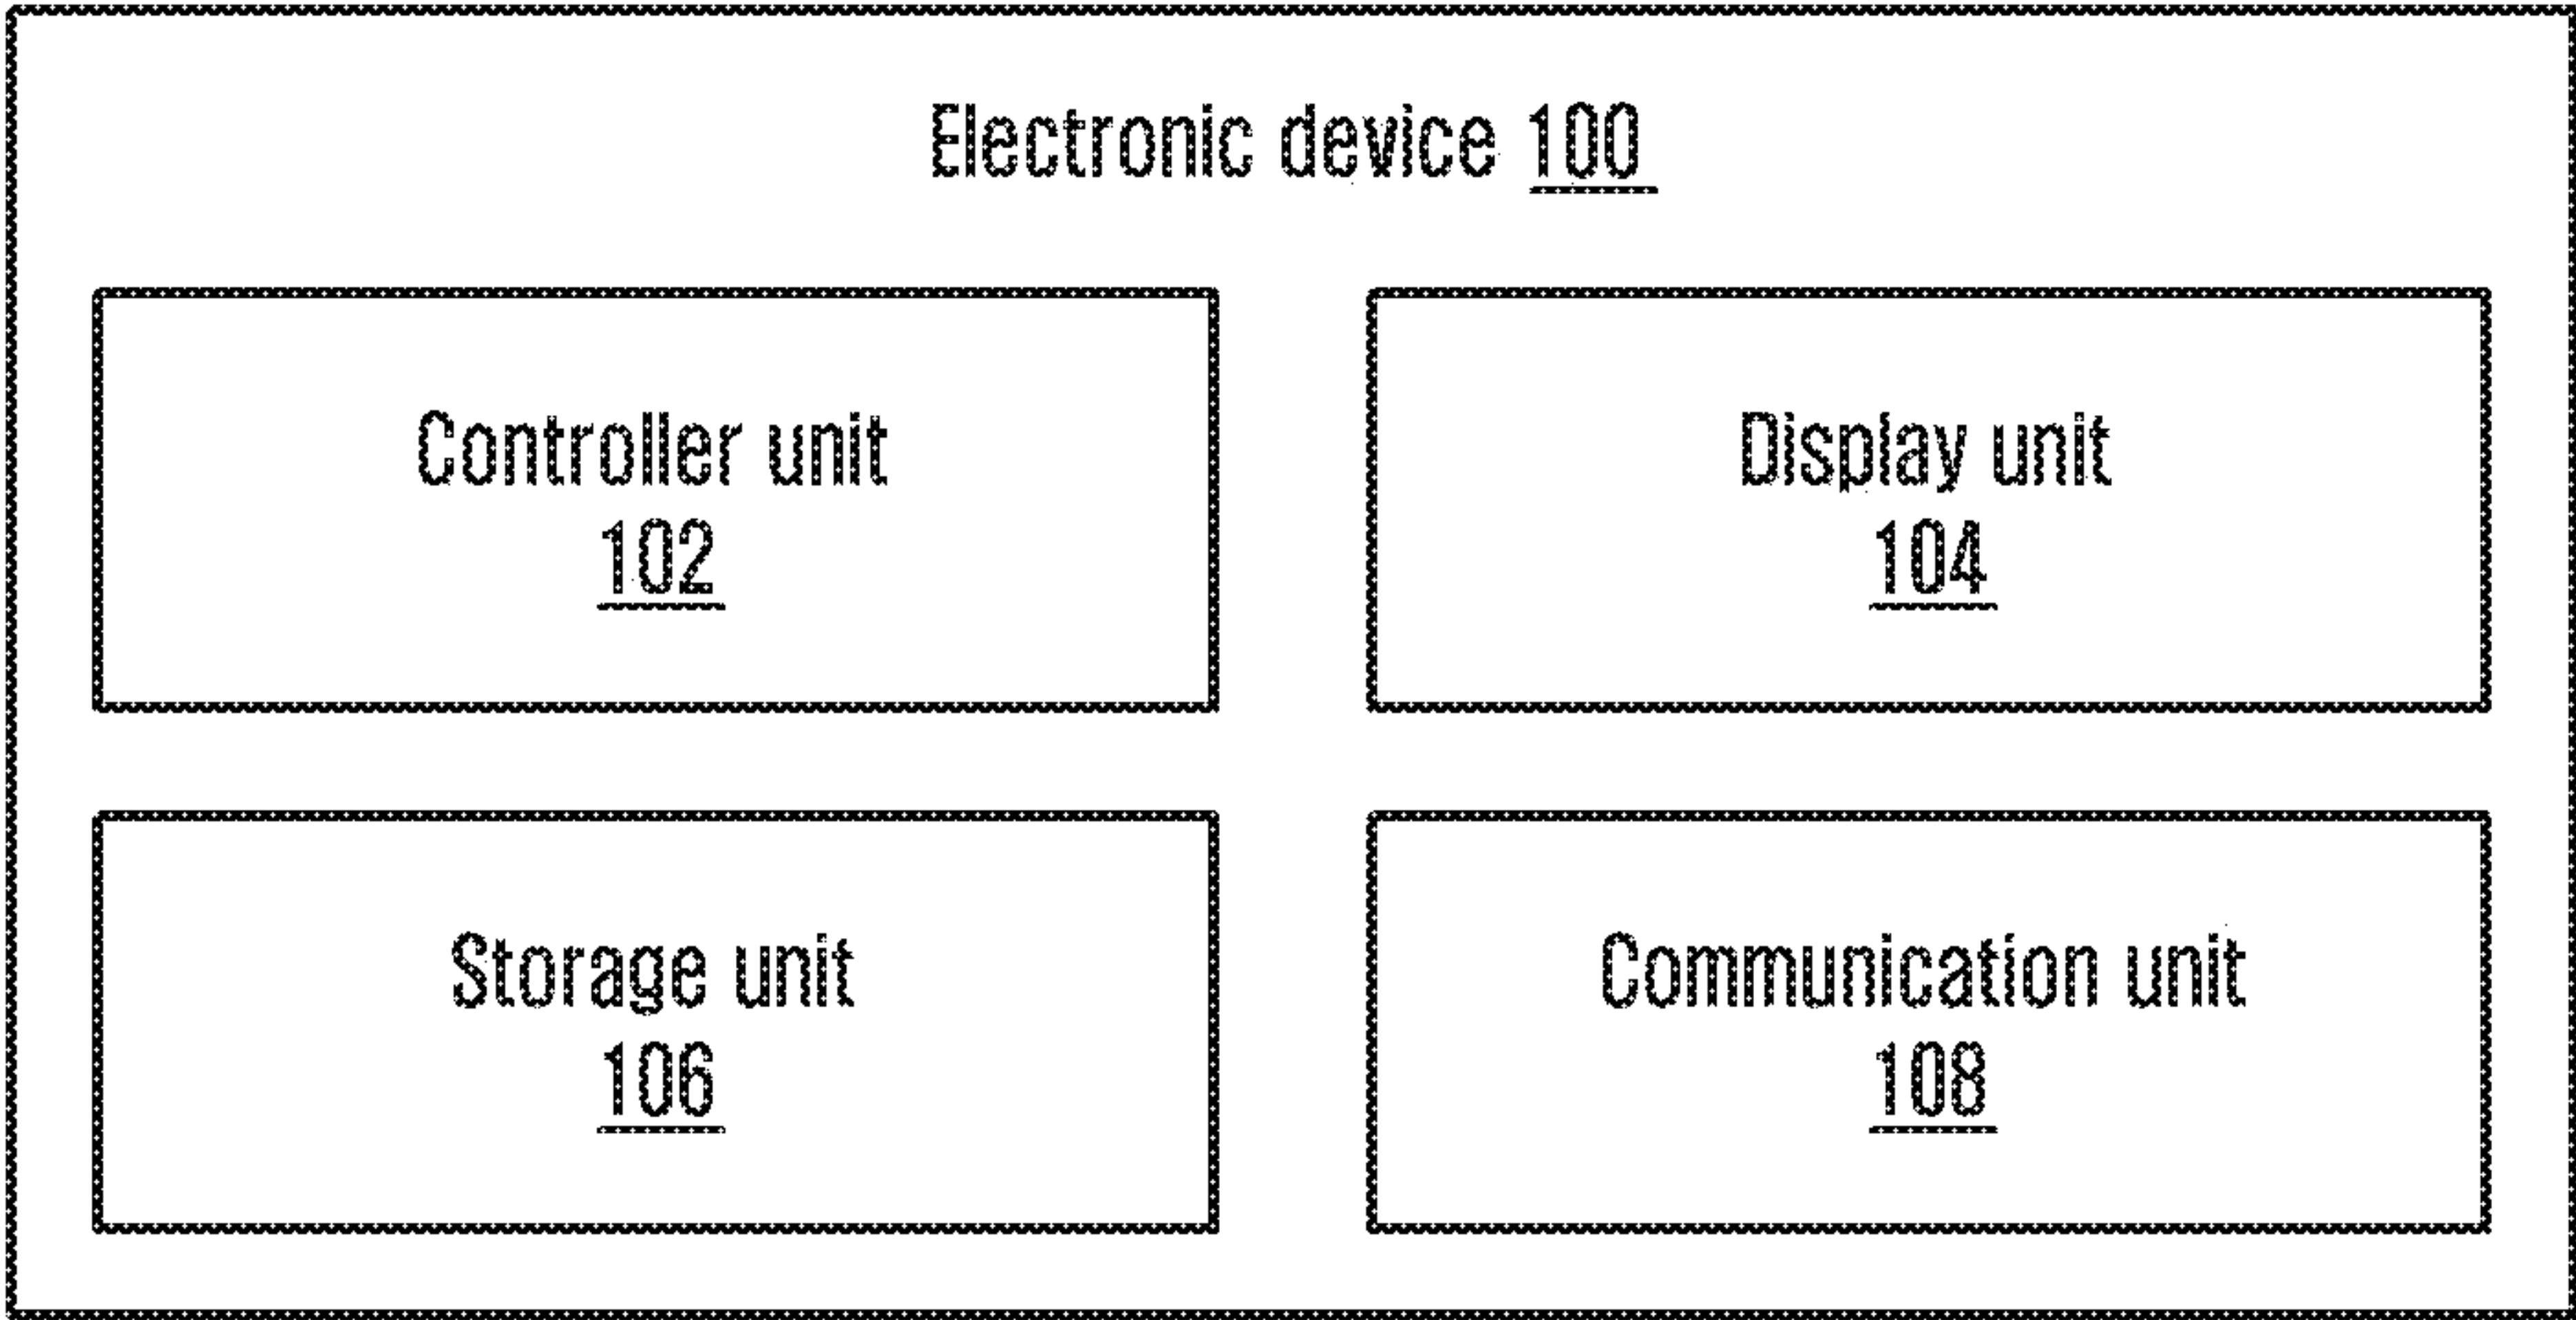 Electronic device 100
Controller unit
102
Display unit
104
Storage unit
106
Communication unit
108